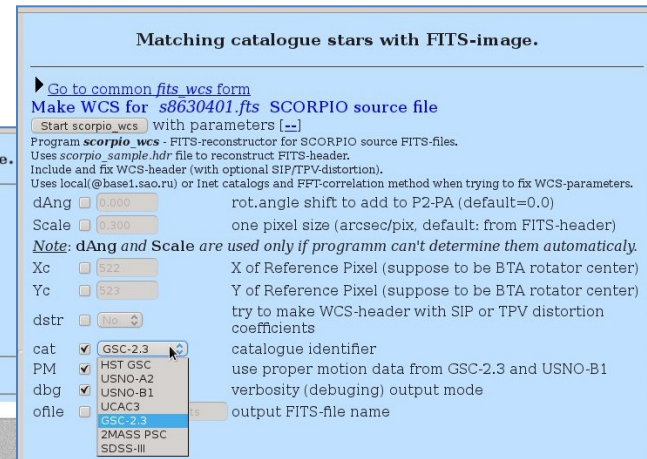 Matching catalogue stars with FITS-image.
Go to common fits_wcs form
Make WCS for s8630401.fts SCORPIO source file
Start scorpio_wcs with parameters [--]
Program scorpio_wcs - FITS-reconstructor for SCORPIO source FITS-files.
Uses scorpio_sample.hdr file to reconstruct FITS-header.
Include and fix WCS-header (with optional SIP/TPV-distortion).
Uses local(@base1.sao.ru) or Inet catalogs and FFT-correlation method when trying to fix WCS-parameters.
dAng 0.000 rot.angle shift to add to P2-PA (default=0.0)
Scale 0.300 one pixel size (arcsec/pix, default: from FITS-header)
Note: dAng and Scale are used only if programm can't determine them automaticaly.
Xc 522 X of Reference Pixel (suppose to be BTA rotator center)
Yc 523 Y of Reference Pixel (suppose to be BTA rotator center)
dstr No try to make WCS-header with SIP or TPV distortion
coefficients
cat GSC-2.3 catalogue identifier
PM use proper motion data from GSC-2.3 and USNO-B1
dbg verbosity (debuging) output mode
ofile ts output FITS-file name
HST GSC
USNO-A2
USNO-B1
UCAC3
GSC-2.3
2MASS PSC
SDSS-III
e.